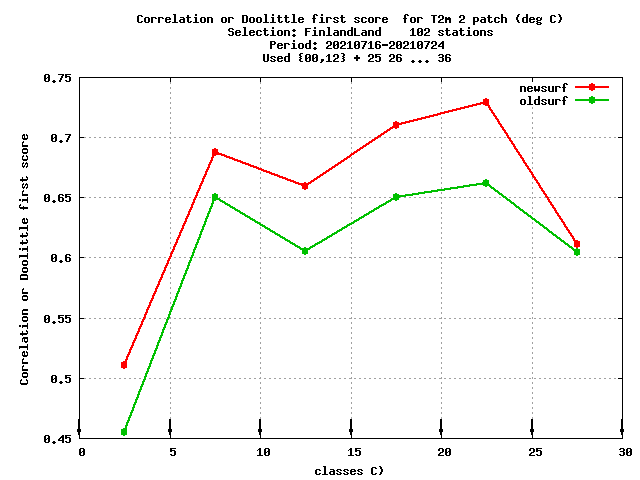 Correlation or Doolittle first score  for T2m 2 patch (deg C)
Selection: FinlandLand    102 stations
Period: 20210716-20210724
Used {00,12} + 25 26 ... 36
newsurf
oldsurf
0.75
0.7
0.65
0.6
0.55
0.5
0.45
Correlation or Doolittle first score
0 5 10 15 20 25 30
classes C)